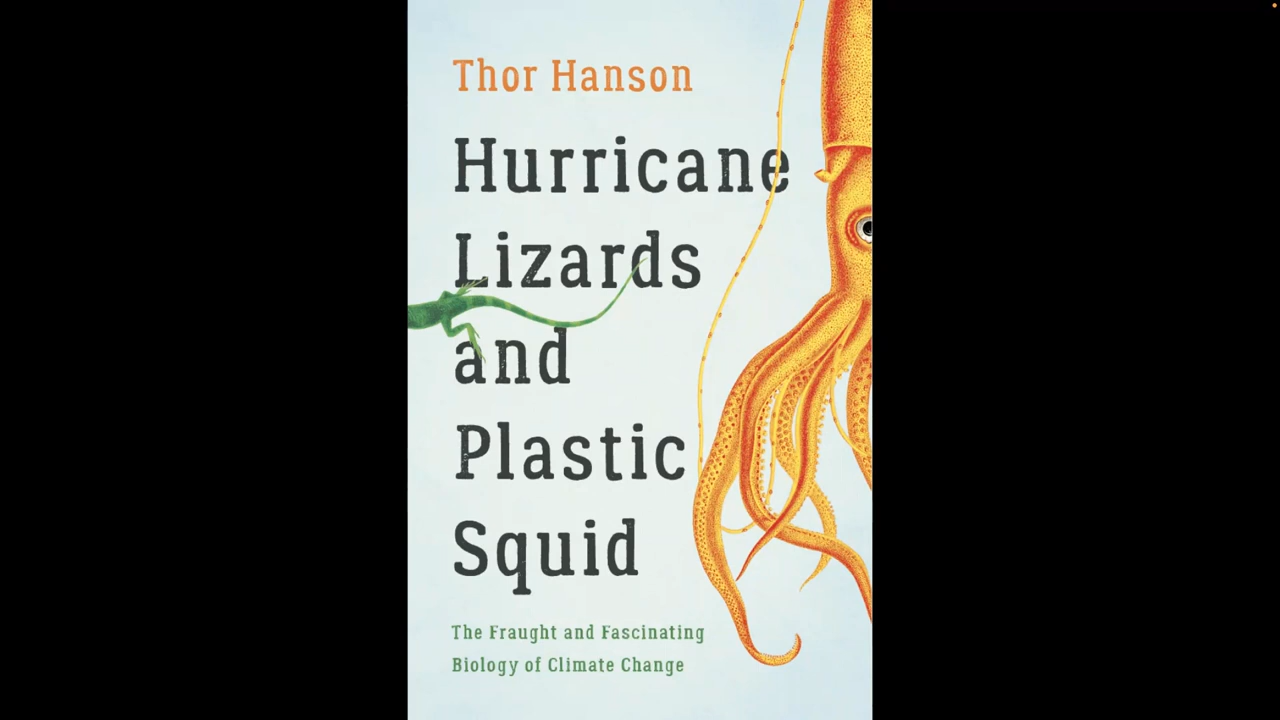 Thor Hanson
Hurricane
Lizards
and
Plastic
Squid
The Fraught and Fascinating
Biology of Climate Change